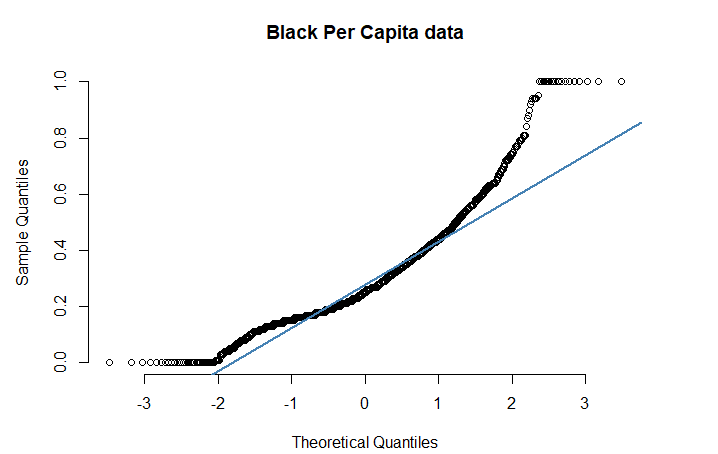 Black Per Capita data
Sample Quantiles
1.0
0.8
0.6
0.4
0.2
0.0
-3 -2 -1 0 1 2 3
Theoretical Quantiles